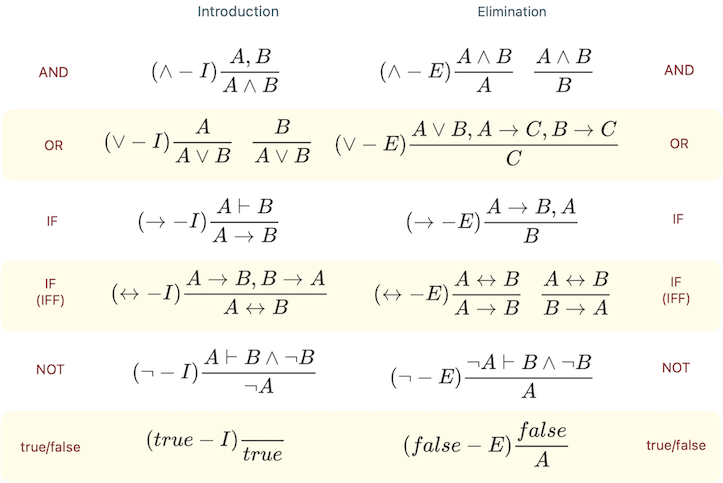 Introduction Elimination
AND (∧ − I) A, B / A ∧ B (∧ − E) A ∧ B / A A ∧ B / B AND
OR (∨ − I) A / A ∨ B B / A ∨ B (∨ − E) A ∨ B, A → C, B → C / C OR
IF (→ −I) A ⊢ B / A → B (→ −E) A → B, A / B IF
IF (IFF) (↔ −I) A → B, B → A / A ↔ B (↔ −E) A ↔ B / A → B A ↔ B / B → A IF (IFF)
NOT (¬ − I) A ⊢ B ∧ ¬B / ¬A (¬ − E) ¬A ⊢ B ∧ ¬B / A NOT
true/false (true − I) / true (false − E) false / A true/false